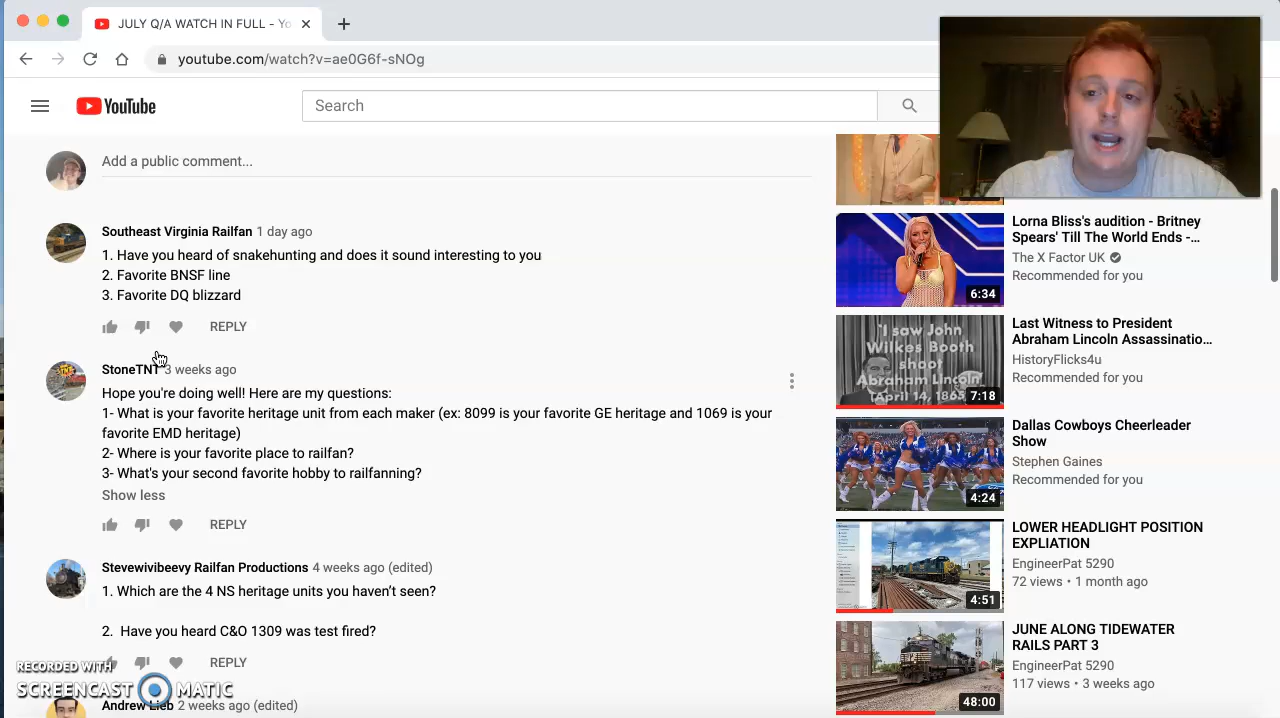 JULY Q/A WATCH IN FULL - Yo
youtube.com/watch?v=ae0G6f-sNOg
YouTube
Search
Add a public comment...
Southeast Virginia Railfan 1 day ago
1. Have you heard of snakehunting and does it sound interesting to you
2. Favorite BNSF line
3. Favorite DQ blizzard
REPLY
StoneTNT 3 weeks ago
Hope you're doing well! Here are my questions:
1- What is your favorite heritage unit from each maker (ex: 8099 is your favorite GE heritage and 1069 is your
favorite EMD heritage)
2- Where is your favorite place to railfan?
3- What's your second favorite hobby to railfanning?
Show less
REPLY
Stevewivibeevy Railfan Productions 4 weeks ago (edited)
1. Which are the 4 NS heritage units you haven't seen?
2. Have you heard C&O 1309 was test fired?
REPLY
Andrew 2 weeks ago (edited)
RECORDED WITH
SCREENCAST MATIC
Lorna Bliss's audition - Britney
Spears' Till The World Ends -...
The X Factor UK
Recommended for you
6:34
"I saw John
Wilkes Booth
shoot
Abraham Lincoln"
(April 14, 1865
7:18
Last Witness to President
Abraham Lincoln Assassinatio...
HistoryFlicks4u
Recommended for you
Dallas Cowboys Cheerleader
Show
Stephen Gaines
Recommended for you
4:24
LOWER HEADLIGHT POSITION
EXPLIATION
EngineerPat 5290
72 views • 1 month ago
4:51
JUNE ALONG TIDEWATER
RAILS PART 3
EngineerPat 5290
117 views • 3 weeks ago
48:00